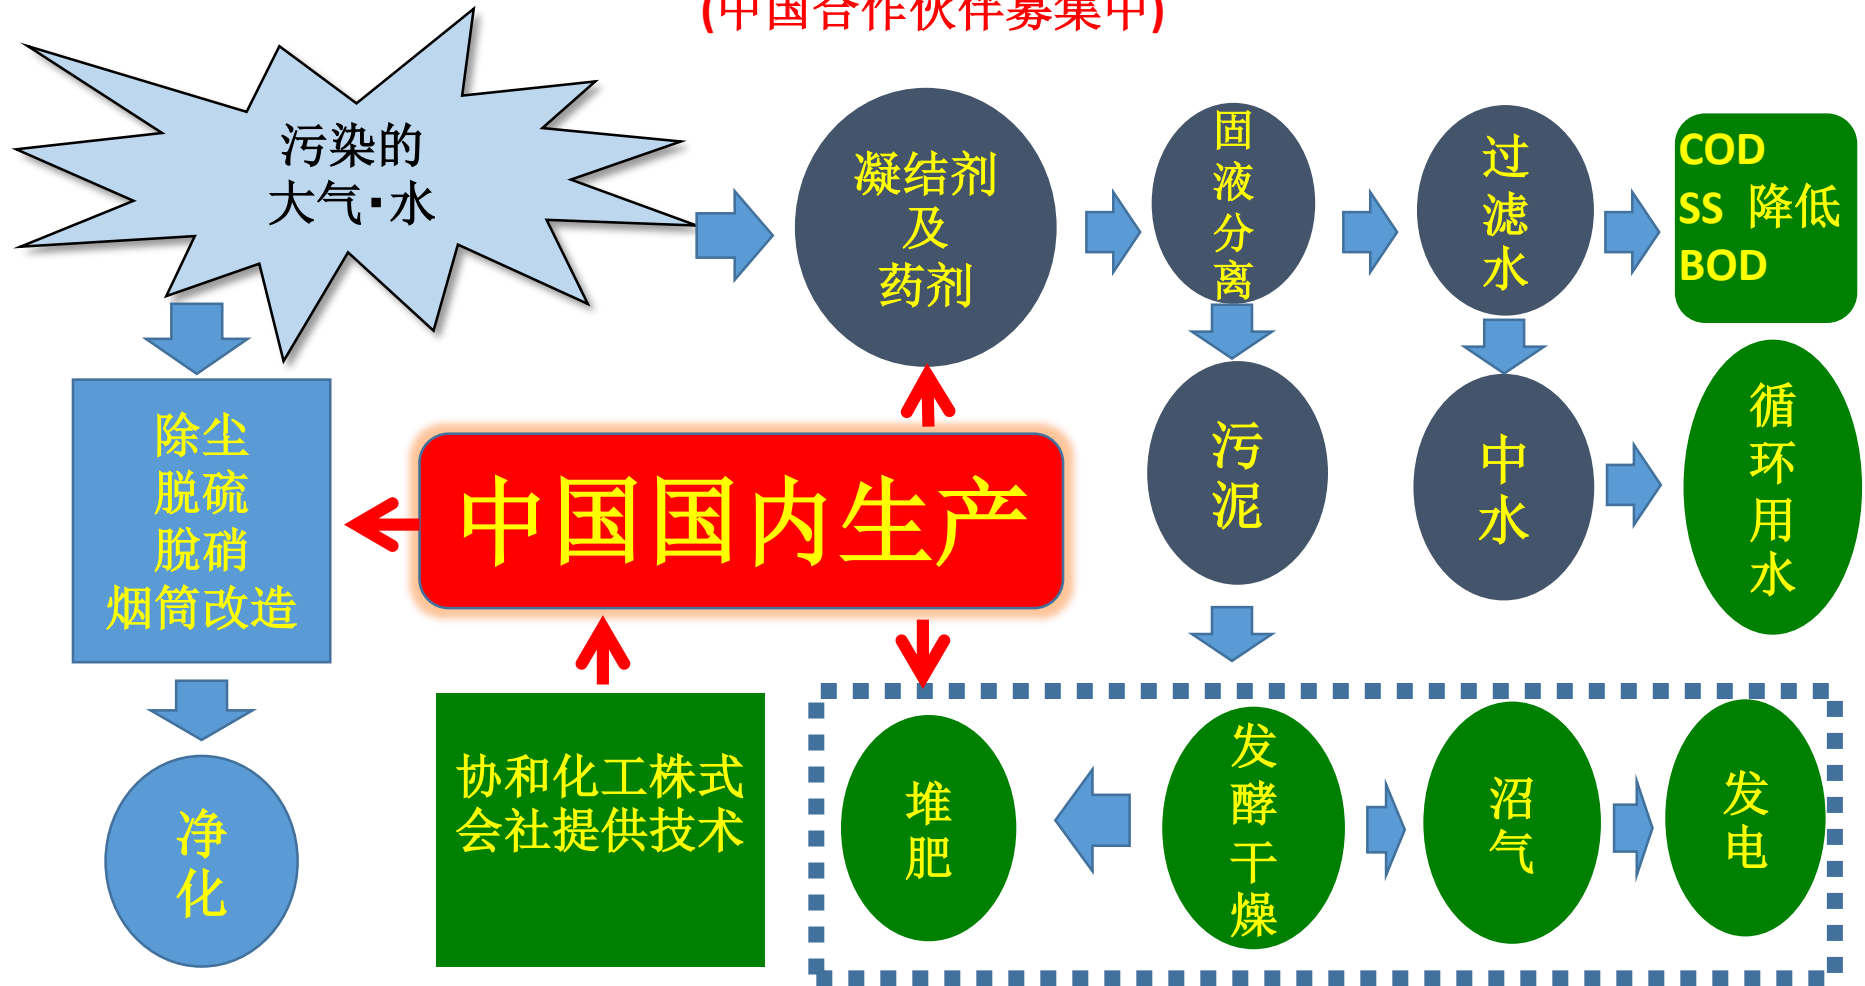 (中国合作伙伴募集中)
污染的
大气·水
凝结剂
及
药剂
固
液
分
离
过
滤
水
COD
SS 降低
BOD
除尘
脱硫
脫硝
烟筒改造
中国国内生产
污
泥
中
水
循
环
用
水
净
化
协和化工株式
会社提供技术
堆
肥
发
酵
干
燥
沼
气
发
电